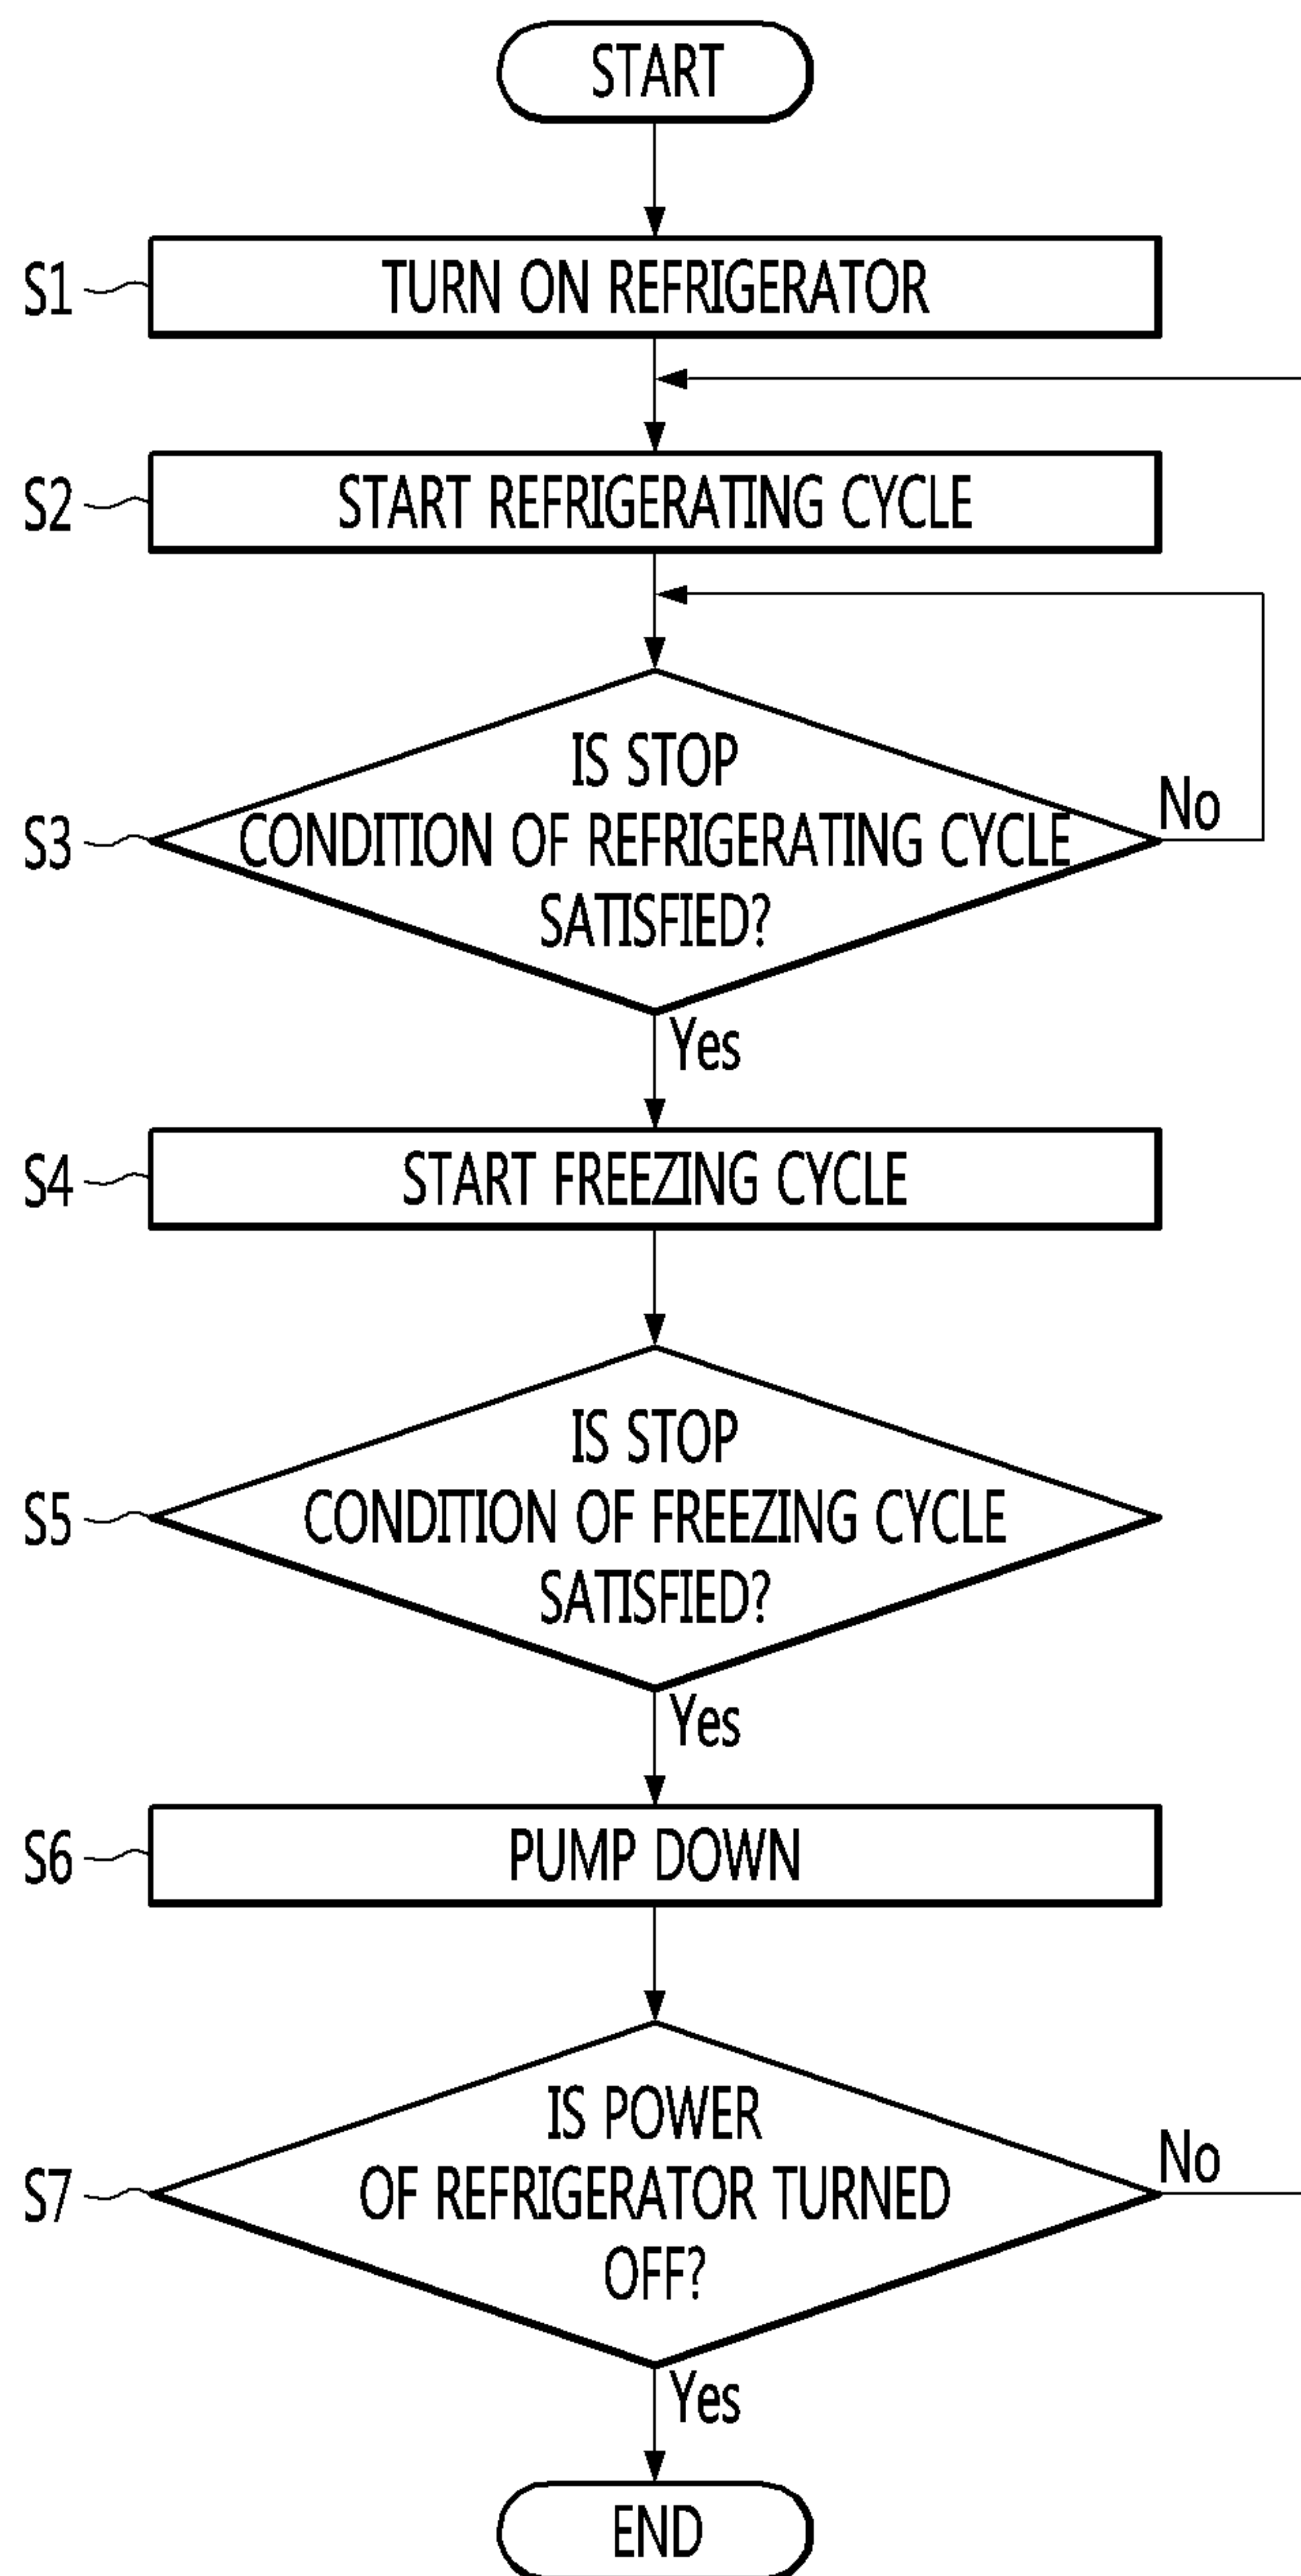 START
S1
TURN ON REFRIGERATOR
S2
START REFRIGERATING CYCLE
S3
IS STOP
CONDITION OF REFRIGERATING CYCLE
SATISFIED?
No
Yes
S4
START FREEZING CYCLE
S5
IS STOP
CONDITION OF FREEZING CYCLE
SATISFIED?
Yes
S6
PUMP DOWN
S7
IS POWER
OF REFRIGERATOR TURNED
OFF?
No
Yes
END